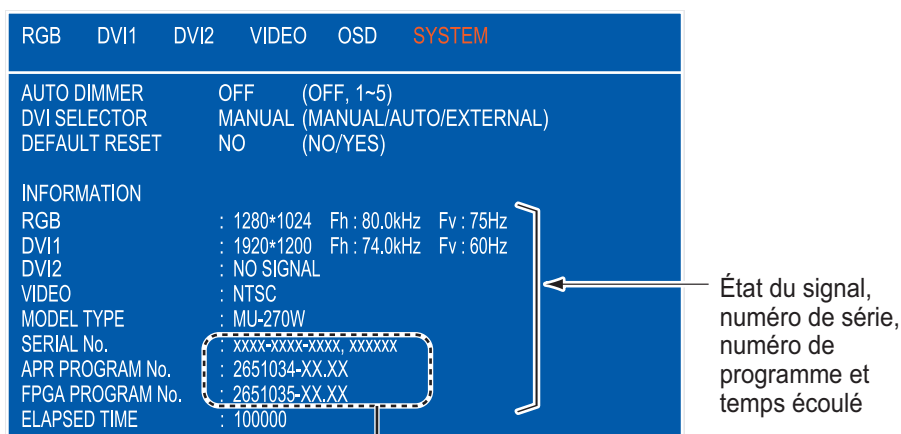 RGB DVI1 DVI2 VIDEO OSD SYSTEM
AUTO DIMMER OFF (OFF, 1~5)
DVI SELECTOR MANUAL (MANUAL/AUTO/EXTERNAL)
DEFAULT RESET NO (NO/YES)
INFORMATION
RGB : 1280*1024 Fh : 80.0kHz Fv : 75Hz
DVI1 : 1920*1200 Fh : 74.0kHz Fv : 60Hz
DVI2 : NO SIGNAL
VIDEO : NTSC
MODEL TYPE : MU-270W
SERIAL No. : XXXX-XXXX-XXXX, XXXXXX
APR PROGRAM No. : 2651034-XX.XX
FPGA PROGRAM No. : 2651035-XX.XX
ELAPSED TIME : 100000
État du signal,
numéro de série,
numéro de
programme et
temps écoulé